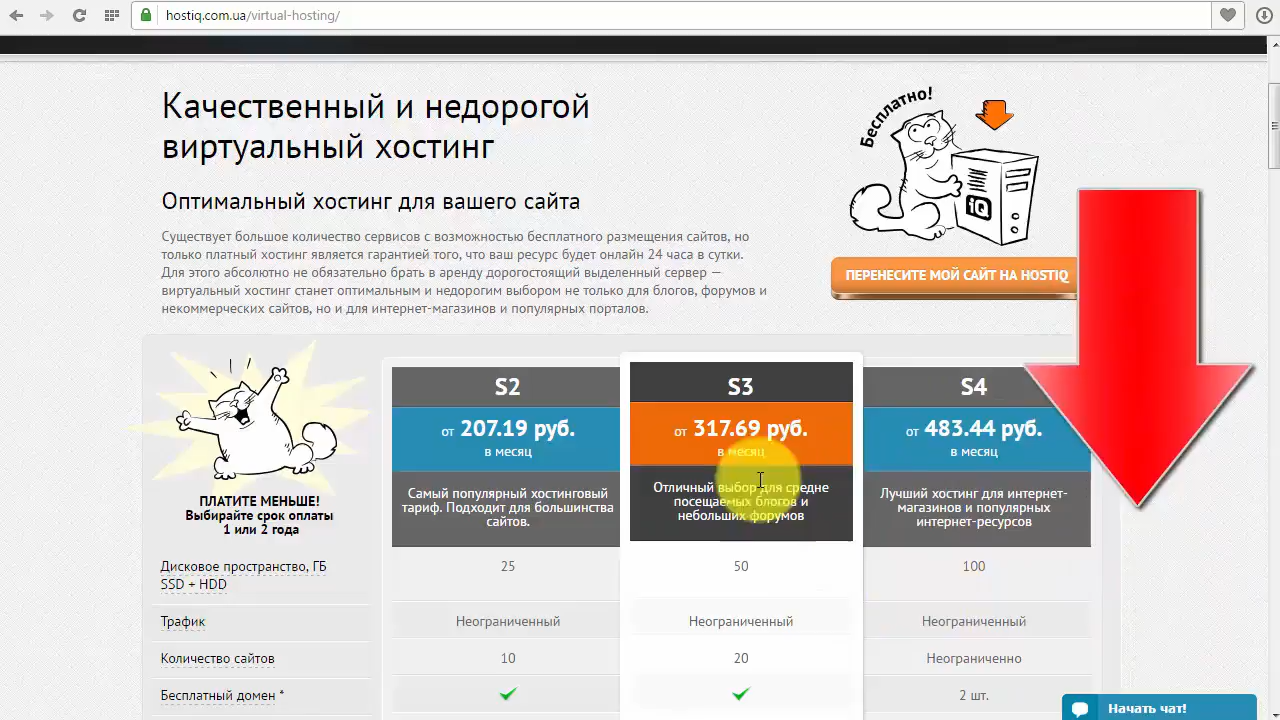 hostiq.com.ua/virtual-hosting/
Качественный и недорогой
виртуальный хостинг
Оптимальный хостинг для вашего сайта
Существует большое количество сервисов с возможностью бесплатного размещения сайтов, но
только платный хостинг является гарантией того, что ваш ресурс будет онлайн 24 часа в сутки.
Для этого абсолютно не обязательно брать в аренду дорогостоящий выделенный сервер —
виртуальный хостинг станет оптимальным и недорогим выбором не только для блогов, форумов и
некоммерческих сайтов, но и для интернет-магазинов и популярных порталов.
Бесплатно!
iQ
ПЕРЕНЕСИТЕ МОЙ САЙТ НА HOSTIQ
ПЛАТИТЕ МЕНЬШЕ!
Выбирайте срок оплаты
1 или 2 года
S2
от 207.19 руб.
в месяц
Самый популярный хостинговый
тариф. Подходит для большинства
сайтов.
S3
от 317.69 руб.
в месяц
Отличный выбор для средне
посещаемых блогов и
небольших форумов
S4
от 483.44 руб.
в месяц
Лучший хостинг для интернет-
магазинов и популярных
интернет-ресурсов
Дисковое пространство, ГБ
SSD + HDD
25
50
100
Трафик
Неограниченный
Неограниченный
Неограниченный
Количество сайтов
10
20
Неограниченно
Бесплатный домен *
2 шт.
Начать чат!